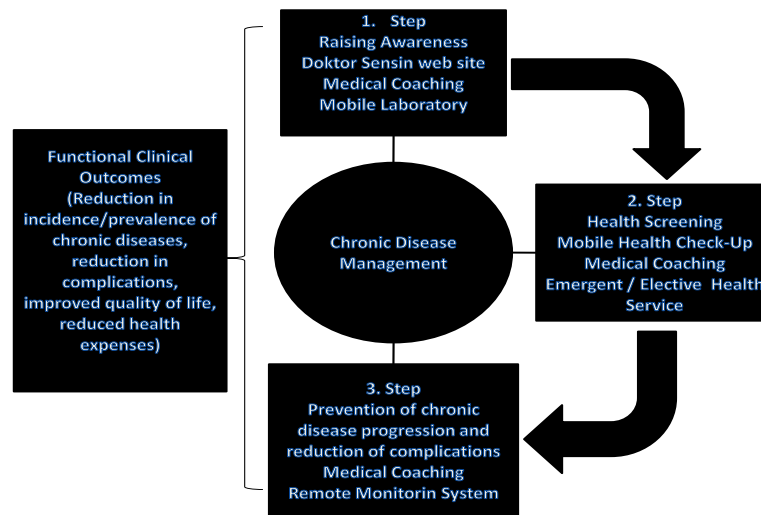 1. Step
Raising Awareness
Doktor Sensin web site
Medical Coaching
Mobile Laboratory
Functional Clinical
Outcomes
(Reduction in
incidence/prevalence of
chronic diseases,
reduction in
complications,
improved quality of life,
reduced health
expenses)
Chronic Disease
Management
2. Step
Health Screening
Mobile Health Check-Up
Medical Coaching
Emergent / Elective Health
Service
3. Step
Prevention of chronic
disease progression and
reduction of complications
Medical Coaching
Remote Monitorin System